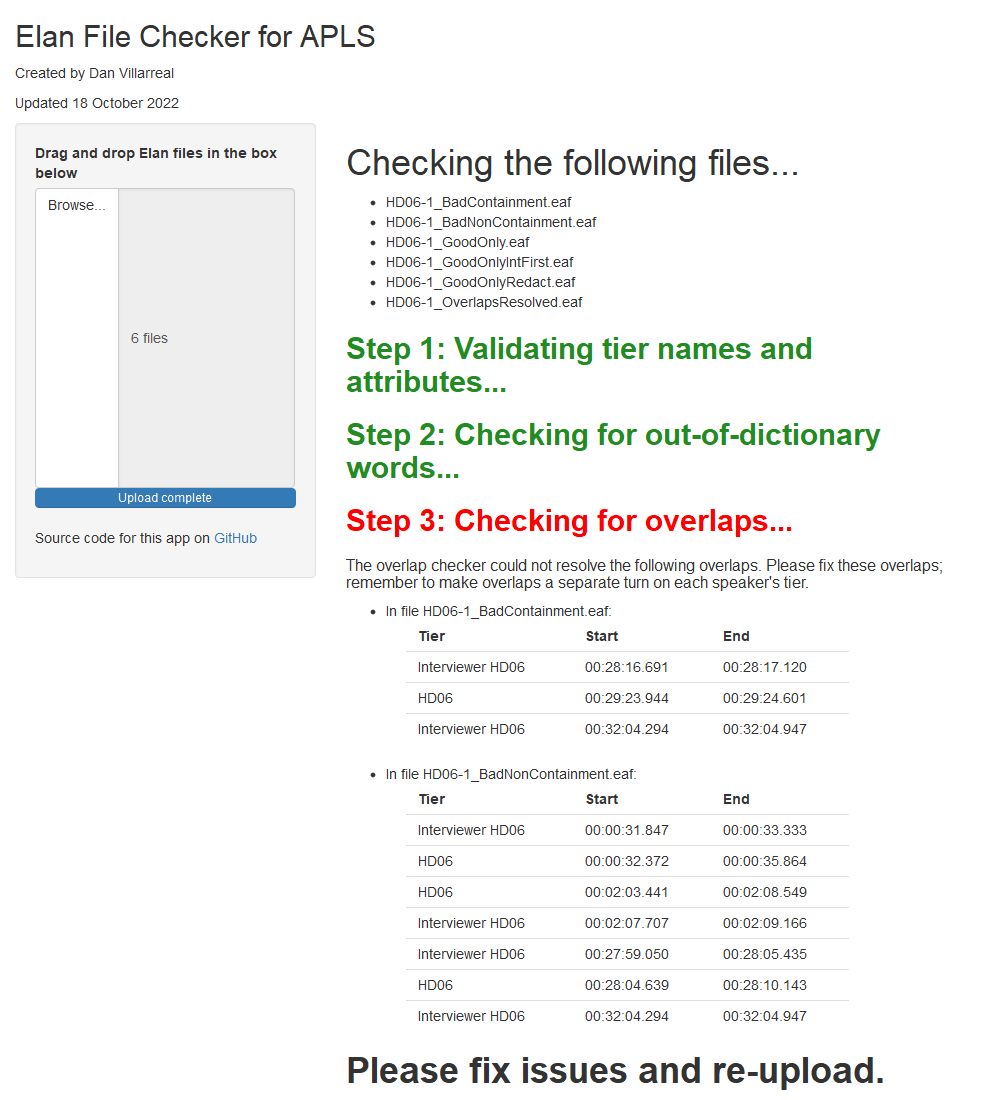 Elan File Checker for APLS
Created by Dan Villarreal
Updated 18 October 2022
Drag and drop Elan files in the box
below
Browse...
6 files
Upload complete
Source code for this app on GitHub
Checking the following files...
HD06-1_BadContainment.eaf
HD06-1_BadNonContainment.eaf
HD06-1_GoodOnly.eaf
HD06-1_GoodOnlyIntFirst.eaf
HD06-1_GoodOnlyRedact.eaf
HD06-1_OverlapsResolved.eaf
Step 1: Validating tier names and
attributes...
Step 2: Checking for out-of-dictionary
words...
Step 3: Checking for overlaps...
The overlap checker could not resolve the following overlaps. Please fix these overlaps;
remember to make overlaps a separate turn on each speaker's tier.
In file HD06-1_BadContainment.eaf:
Tier Start End
Interviewer HD06 00:28:16.691 00:28:17.120
HD06 00:29:23.944 00:29:24.601
Interviewer HD06 00:32:04.294 00:32:04.947
In file HD06-1_BadNonContainment.eaf:
Tier Start End
Interviewer HD06 00:00:31.847 00:00:33.333
HD06 00:00:32.372 00:00:35.864
HD06 00:02:03.441 00:02:08.549
Interviewer HD06 00:02:07.707 00:02:09.166
Interviewer HD06 00:27:59.050 00:28:05.435
HD06 00:28:04.639 00:28:10.143
Interviewer HD06 00:32:04.294 00:32:04.947
Please fix issues and re-upload.